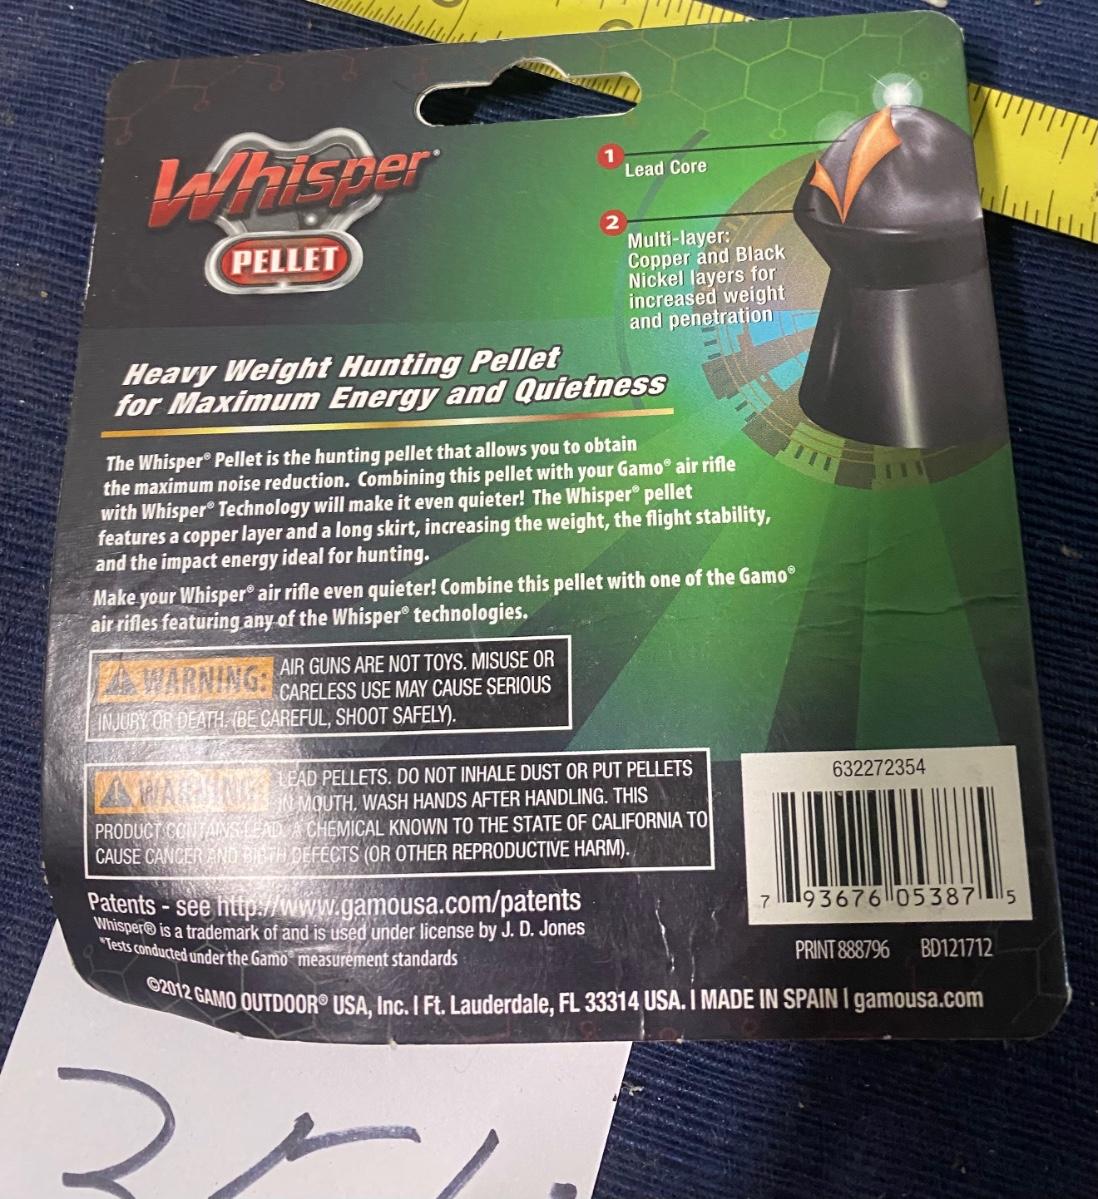 Whisper®
PELLET
1
Lead Core
2
Multi-layer:
Copper and Black
Nickel layers for
increased weight
and penetration
Heavy Weight Hunting Pellet
for Maximum Energy and Quietness
The Whisper® Pellet is the hunting pellet that allows you to obtain
the maximum noise reduction. Combining this pellet with your Gamo® air rifle
with Whisper® Technology will make it even quieter! The Whisper® pellet
features a copper layer and a long skirt, increasing the weight, the flight stability,
and the impact energy ideal for hunting.
Make your Whisper® air rifle even quieter! Combine this pellet with one of the Gamo®
air rifles featuring any of the Whisper® technologies.
WARNING: AIR GUNS ARE NOT TOYS. MISUSE OR
CARELESS USE MAY CAUSE SERIOUS
INJURY OR DEATH. (BE CAREFUL, SHOOT SAFELY).
WARNING: LEAD PELLETS. DO NOT INHALE DUST OR PUT PELLETS
IN MOUTH. WASH HANDS AFTER HANDLING. THIS
PRODUCT CONTAINS LEAD. A CHEMICAL KNOWN TO THE STATE OF CALIFORNIA TO
CAUSE CANCER AND BIRTH DEFECTS (OR OTHER REPRODUCTIVE HARM).
632272354
7 93676 05387 5
Patents - see http://www.gamousa.com/patents
Whisper® is a trademark of and is used under license by J. D. Jones
*Tests conducted under the Gamo® measurement standards
PRINT 888796 BD121712
©2012 GAMO OUTDOOR® USA, Inc. | Ft. Lauderdale, FL 33314 USA. | MADE IN SPAIN | gamousa.com